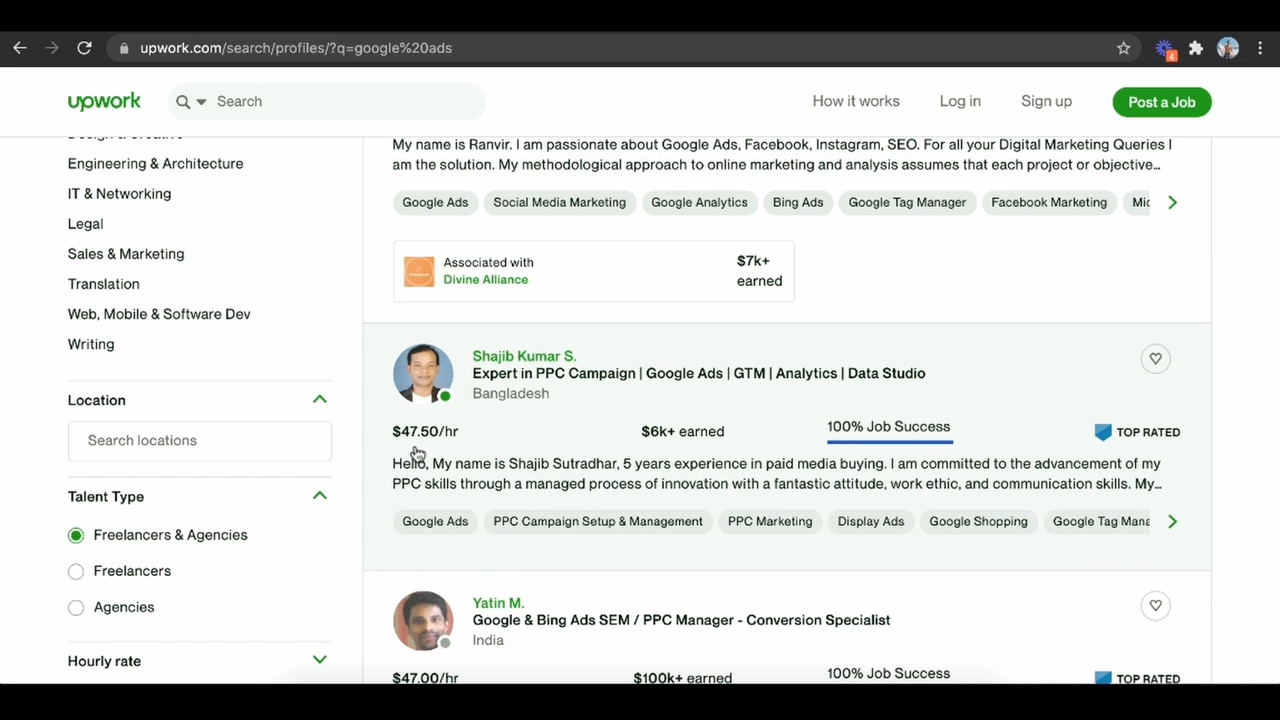 upwork.com/search/profiles/?q=google%20ads
4
upwork
Search
How it works
Log in
Sign up
Post a Job
Design & Creative
Engineering & Architecture
IT & Networking
Legal
Sales & Marketing
Translation
Web, Mobile & Software Dev
Writing
Location
Search locations
Talent Type
Freelancers & Agencies
Freelancers
Agencies
Hourly rate
My name is Ranvir. I am passionate about Google Ads, Facebook, Instagram, SEO. For all your Digital Marketing Queries I
am the solution. My methodological approach to online marketing and analysis assumes that each project or objective...
Google Ads
Social Media Marketing
Google Analytics
Bing Ads
Google Tag Manager
Facebook Marketing
Mic
Associated with
Divine Alliance
$7k+
earned
Shajib Kumar S.
Expert in PPC Campaign | Google Ads | GTM | Analytics | Data Studio
Bangladesh
$47.50/hr
$6k+ earned
100% Job Success
TOP RATED
Hello, My name is Shajib Sutradhar, 5 years experience in paid media buying. I am committed to the advancement of my
PPC skills through a managed process of innovation with a fantastic attitude, work ethic, and communication skills. My...
Google Ads
PPC Campaign Setup & Management
PPC Marketing
Display Ads
Google Shopping
Google Tag Mana
Yatin M.
Google & Bing Ads SEM / PPC Manager - Conversion Specialist
India
$47.00/hr
$100k+ earned
100% Job Success
TOP RATED